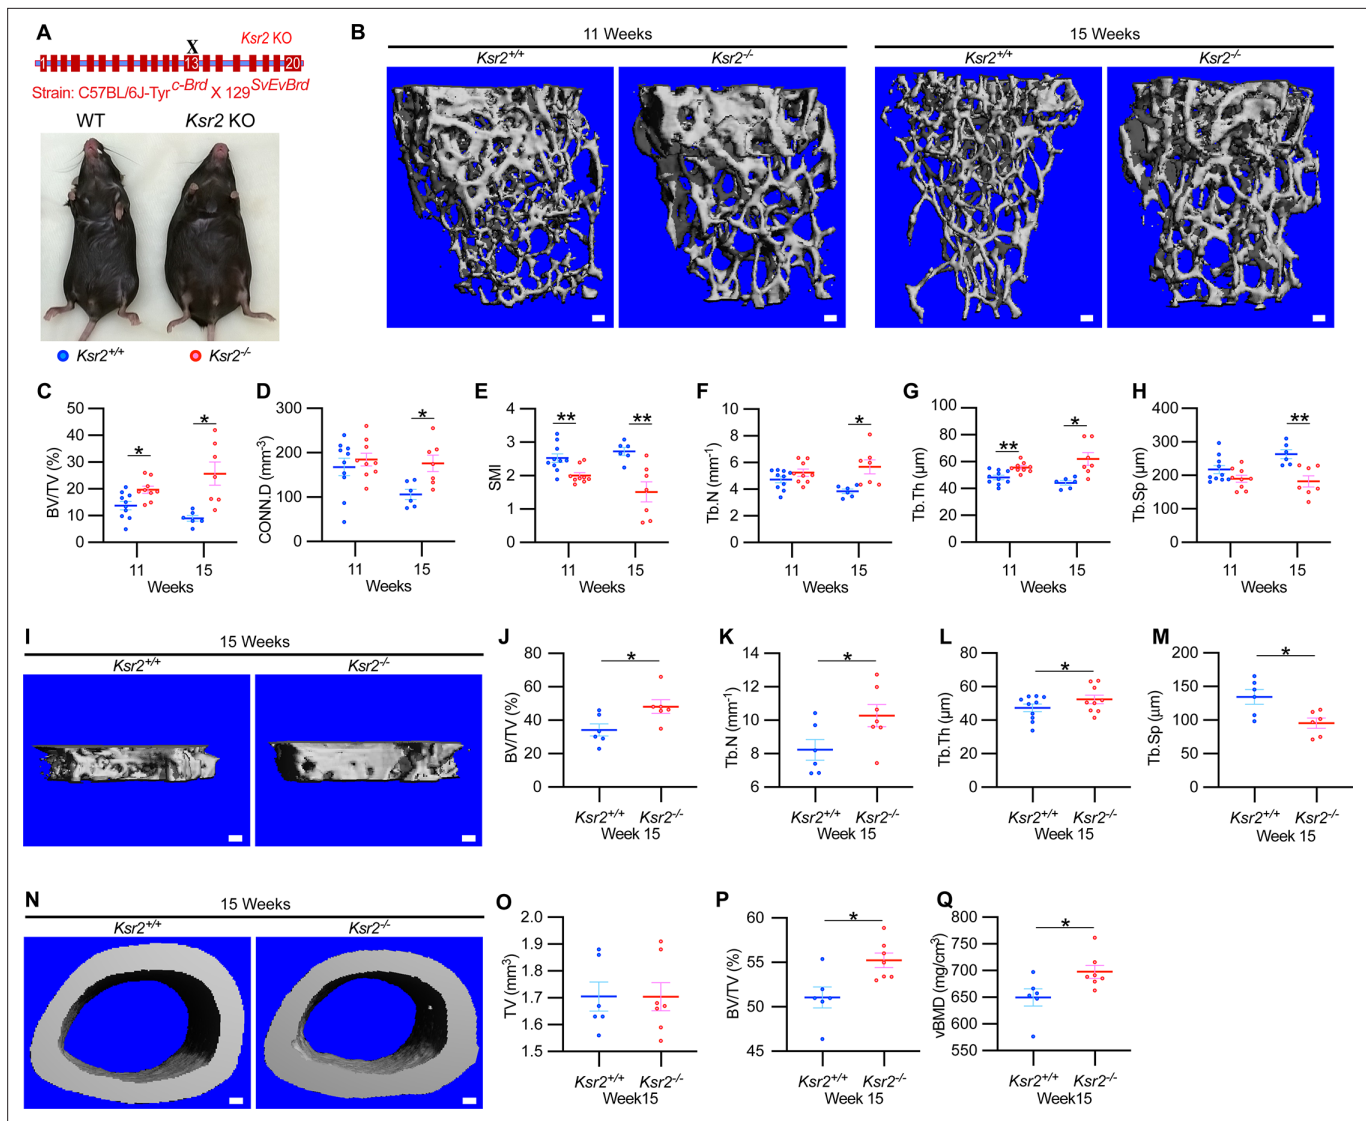 A
Ksr2 KO
X
1 13 20
Strain: C57BL/6J-Tyr^c-Brd X 129^SvEvBrd
WT Ksr2 KO
Ksr2+/+ Ksr2-/-
B
11 Weeks 15 Weeks
Ksr2+/+ Ksr2-/- Ksr2+/+ Ksr2-/-
C
BV/TV (%)
50
40
30
20
10
0
* *
11 15
Weeks
D
CONN.D (mm-3)
300
200
100
0
*
11 15
Weeks
E
SMI
4
3
2
1
0
** **
11 15
Weeks
F
Tb.N (mm-1)
10
8
6
4
2
0
*
11 15
Weeks
G
Tb.Th (µm)
100
80
60
40
20
0
** *
11 15
Weeks
H
Tb.Sp (µm)
400
300
200
100
0
**
11 15
Weeks
I
15 Weeks
Ksr2+/+ Ksr2-/-
J
BV/TV (%)
80
60
40
20
0
*
Ksr2+/+ Ksr2-/-
Week 15
K
Tb.N (mm-1)
14
12
10
8
6
*
Ksr2+/+ Ksr2-/-
Week 15
L
Tb.Th (µm)
80
60
40
20
0
*
Ksr2+/+ Ksr2-/-
Week 15
M
Tb.Sp (µm)
200
150
100
50
0
*
Ksr2+/+ Ksr2-/-
Week 15
N
15 Weeks
Ksr2+/+ Ksr2-/-
O
TV (mm3)
2.0
1.9
1.8
1.7
1.6
1.5
Ksr2+/+ Ksr2-/-
Week15
P
BV/TV (%)
60
55
50
45
*
Ksr2+/+ Ksr2-/-
Week 15
Q
vBMD (mg/cm3)
800
750
700
650
600
550
*
Ksr2+/+ Ksr2-/-
Week15